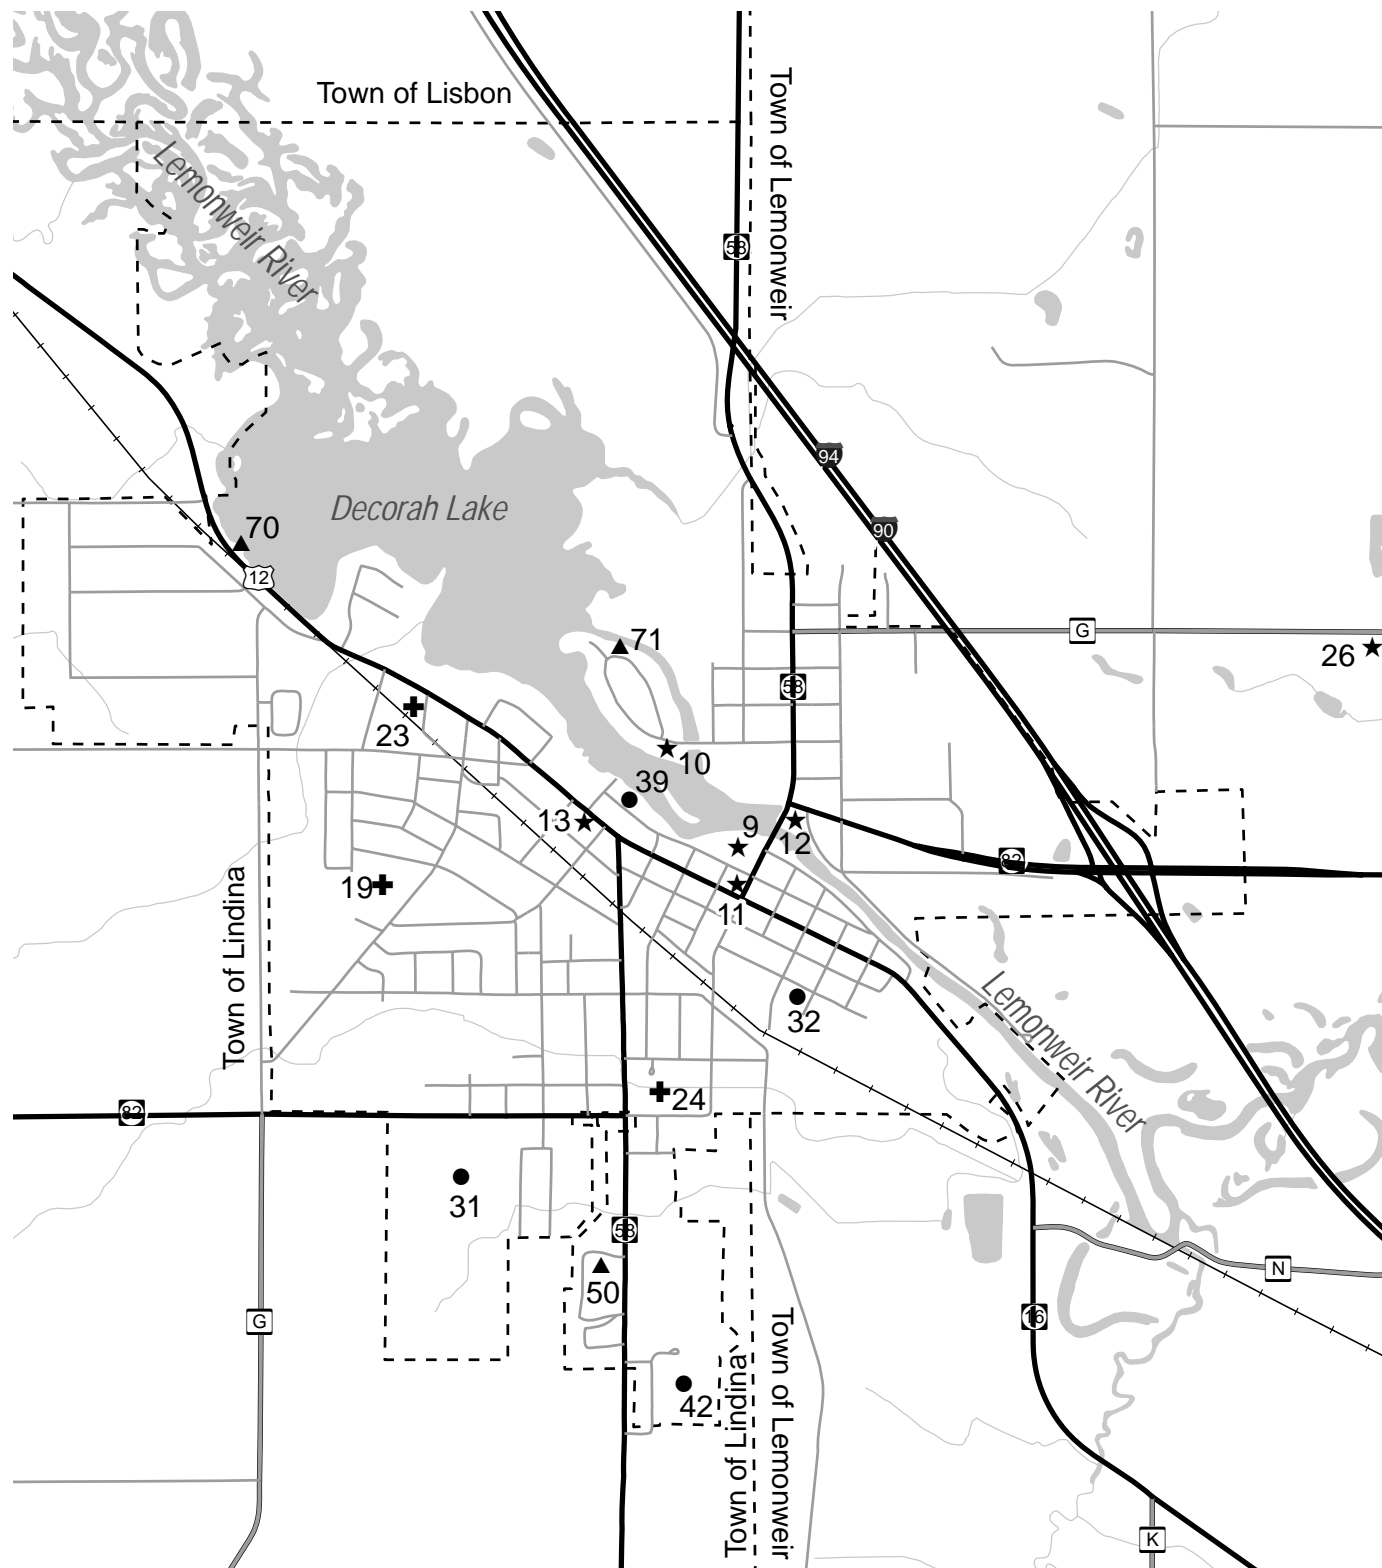 Town of Lisbon
Town of Lemonweir
Lemonweir River
58
94
Decorah Lake
70
90
12
71
G
26
58
23
10
39
13
9
12
82
19
11
Town of Lindina
32
Lemonweir River
24
82
31
58
50
N
G
16
Town of Lindina
Town of Lemonweir
42
K